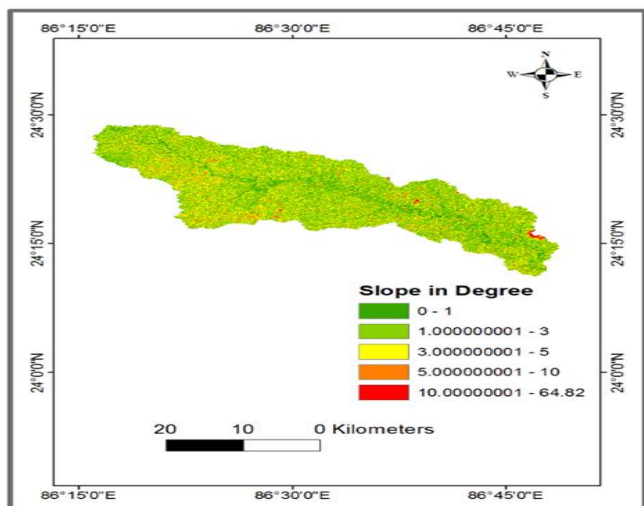 86°15'0"E 86°30'0"E 86°45'0"E
N
W E
S
24°30'0"N 24°30'0"N
24°15'0"N 24°15'0"N
Slope in Degree
0 - 1
1.000000001 - 3
3.000000001 - 5
5.000000001 - 10
10.00000001 - 64.82
24°0'0"N 24°0'0"N
20 10 0 Kilometers
86°15'0"E 86°30'0"E 86°45'0"E